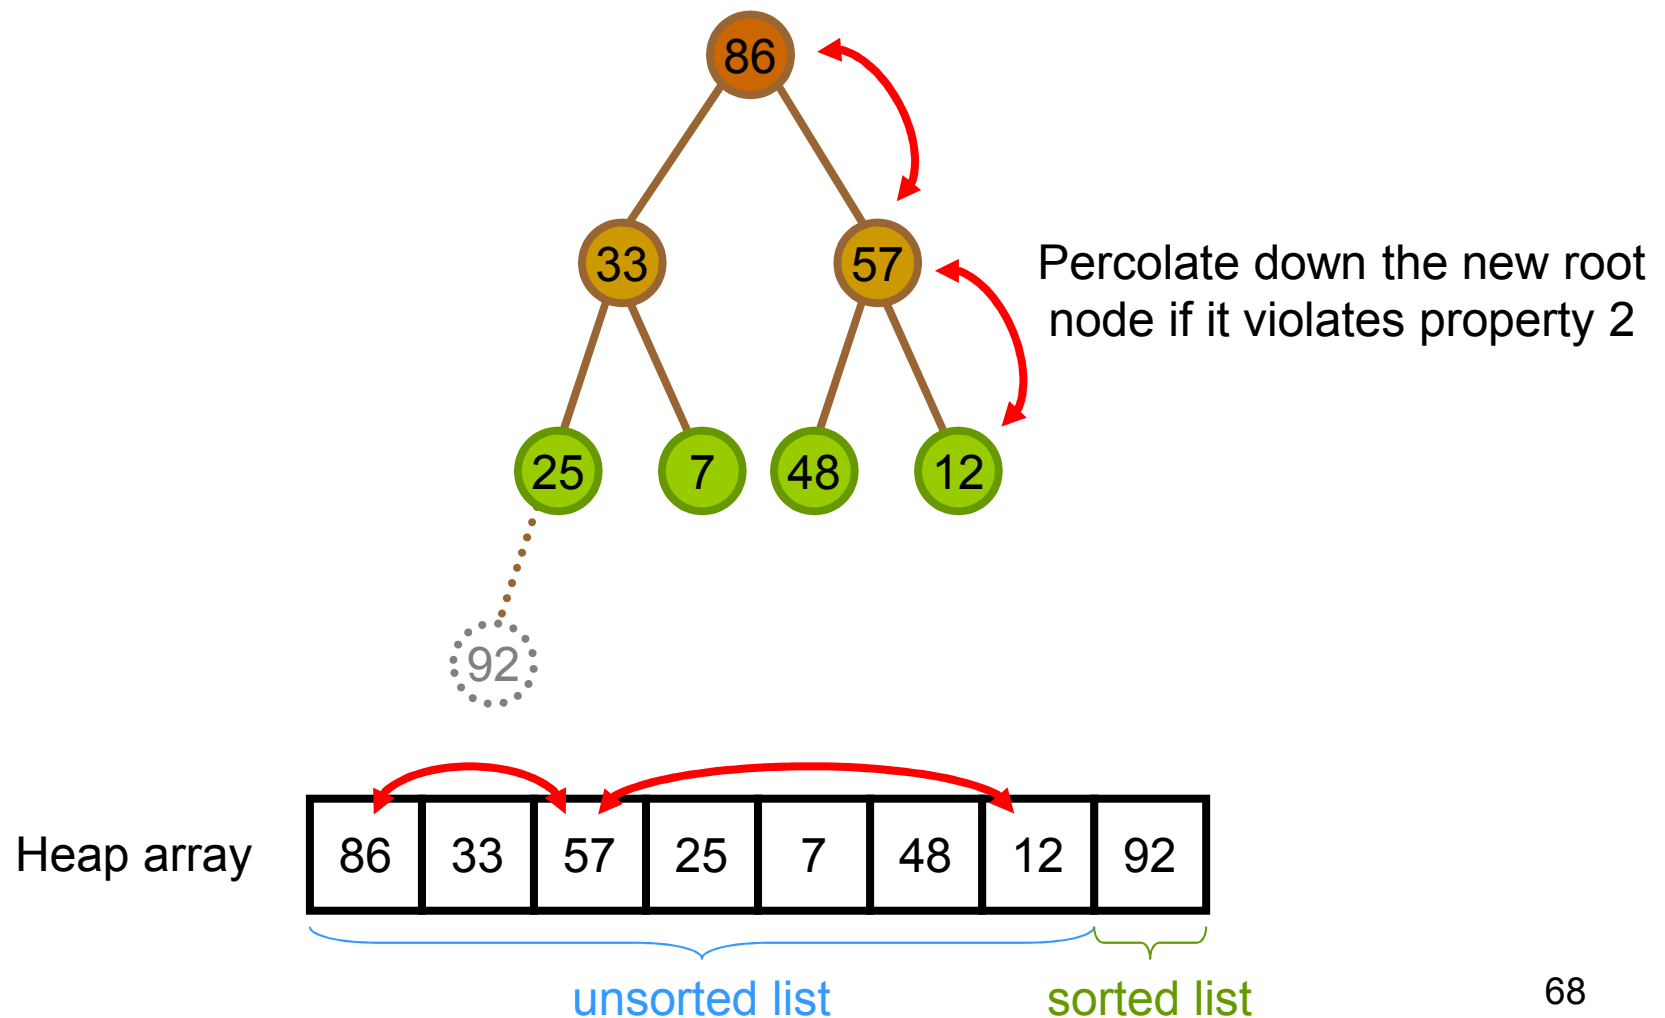 86
33
57
Percolate down the new root
node if it violates property 2
25
7
48
12
92
Heap array
86 33 57 25 7 48 12 92
unsorted list
sorted list
68